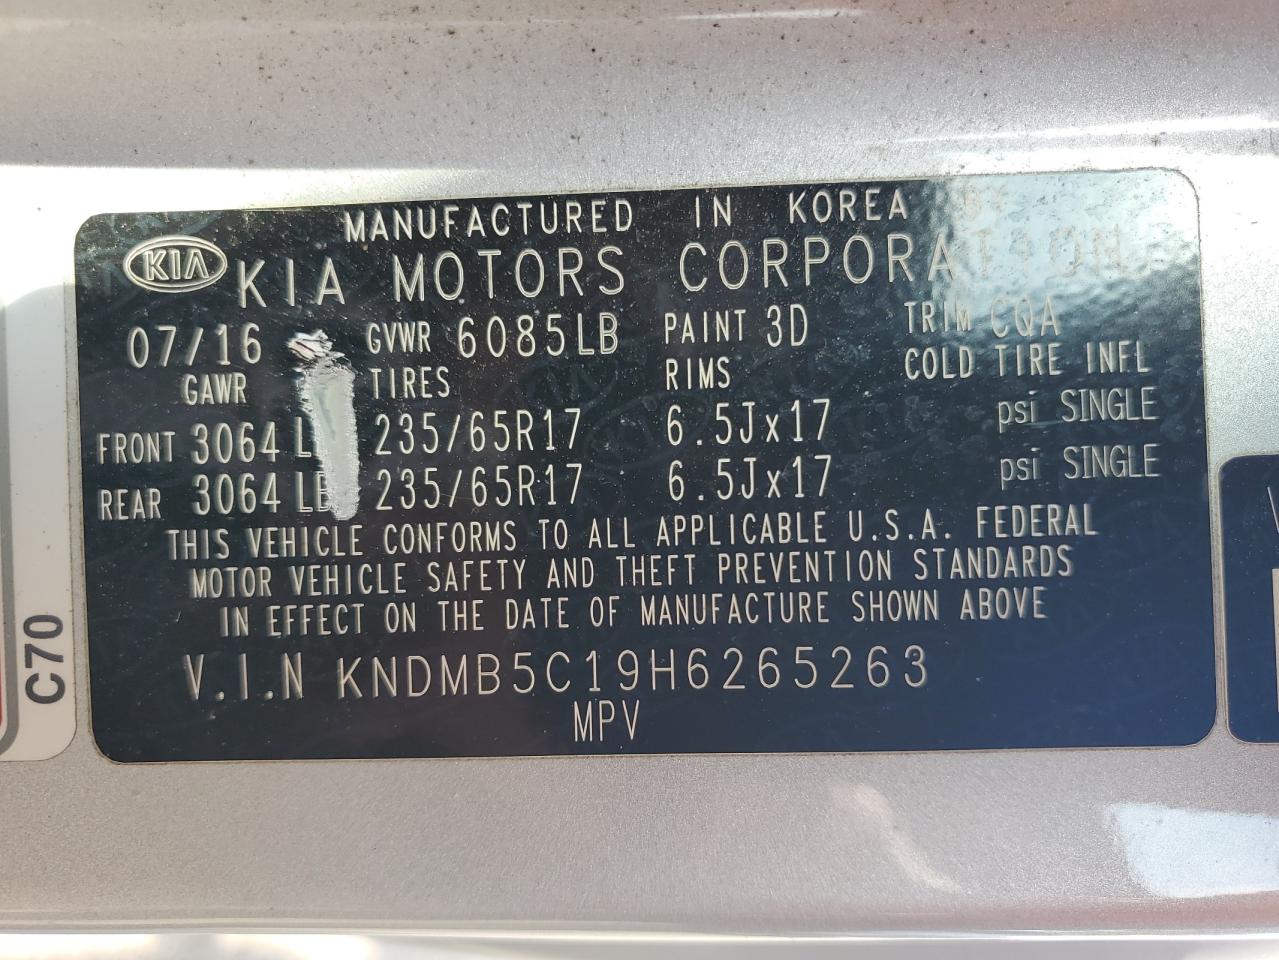 MANUFACTURED IN KOREA BY
KIA KIA MOTORS CORPORATION
07/16 GVWR 6085LB PAINT 3D TRIM CQA
GAWR TIRES RIMS COLD TIRE INFL
FRONT 3064 235/65R17 6.5Jx17 psi SINGLE
REAR 3064 LB 235/65R17 6.5Jx17 psi SINGLE
THIS VEHICLE CONFORMS TO ALL APPLICABLE U.S.A. FEDERAL
MOTOR VEHICLE SAFETY AND THEFT PREVENTION STANDARDS
IN EFFECT ON THE DATE OF MANUFACTURE SHOWN ABOVE
V.I.N KNDMB5C19H6265263
MPV
C70